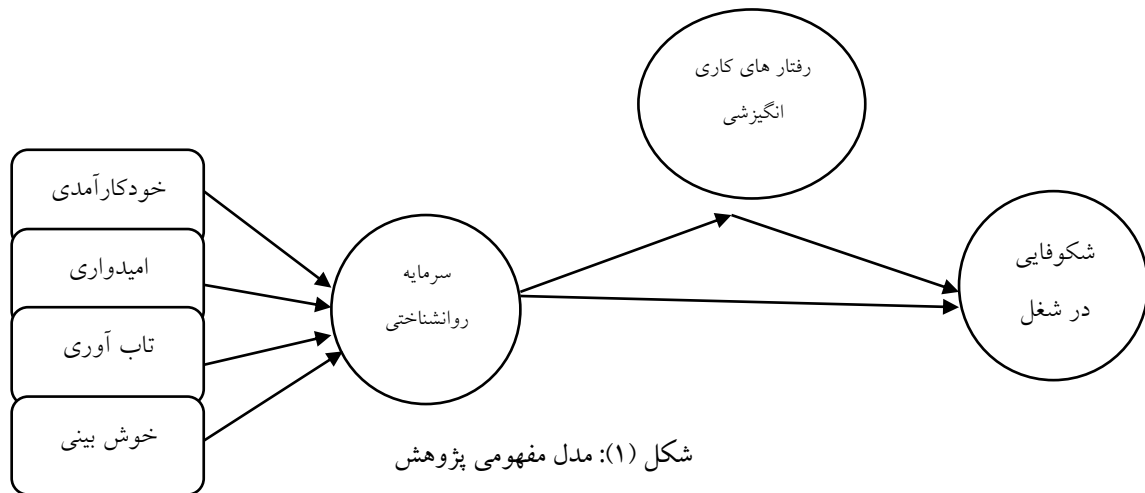 رفتار های کاری
انگیزشی
خودکارآمدی
امیدواری
تاب آوری
خوش بینی
سرمایه
روانشناختی
شکوفایی
در شغل
شکل (۱): مدل مفهومی پژوهش